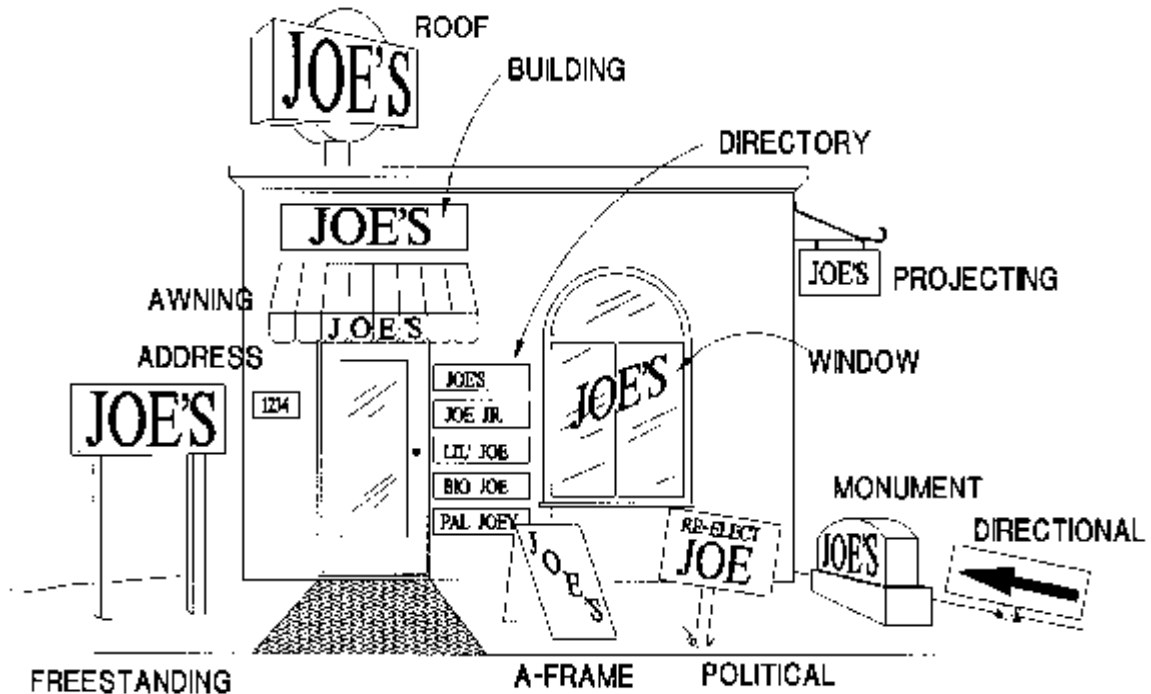 ROOF
JOE'S
BUILDING
DIRECTORY
JOE'S
JOE'S
PROJECTING
AWNING
JOE'S
ADDRESS
WINDOW
JOE'S
1234
JOE'S
JOE'S
JOE JR.
LIL' JOE
BIG JOE
PAL JOEY
MONUMENT
DIRECTIONAL
RE-ELECT
JOE
JOE'S
JOE'S
FREESTANDING
A-FRAME
POLITICAL